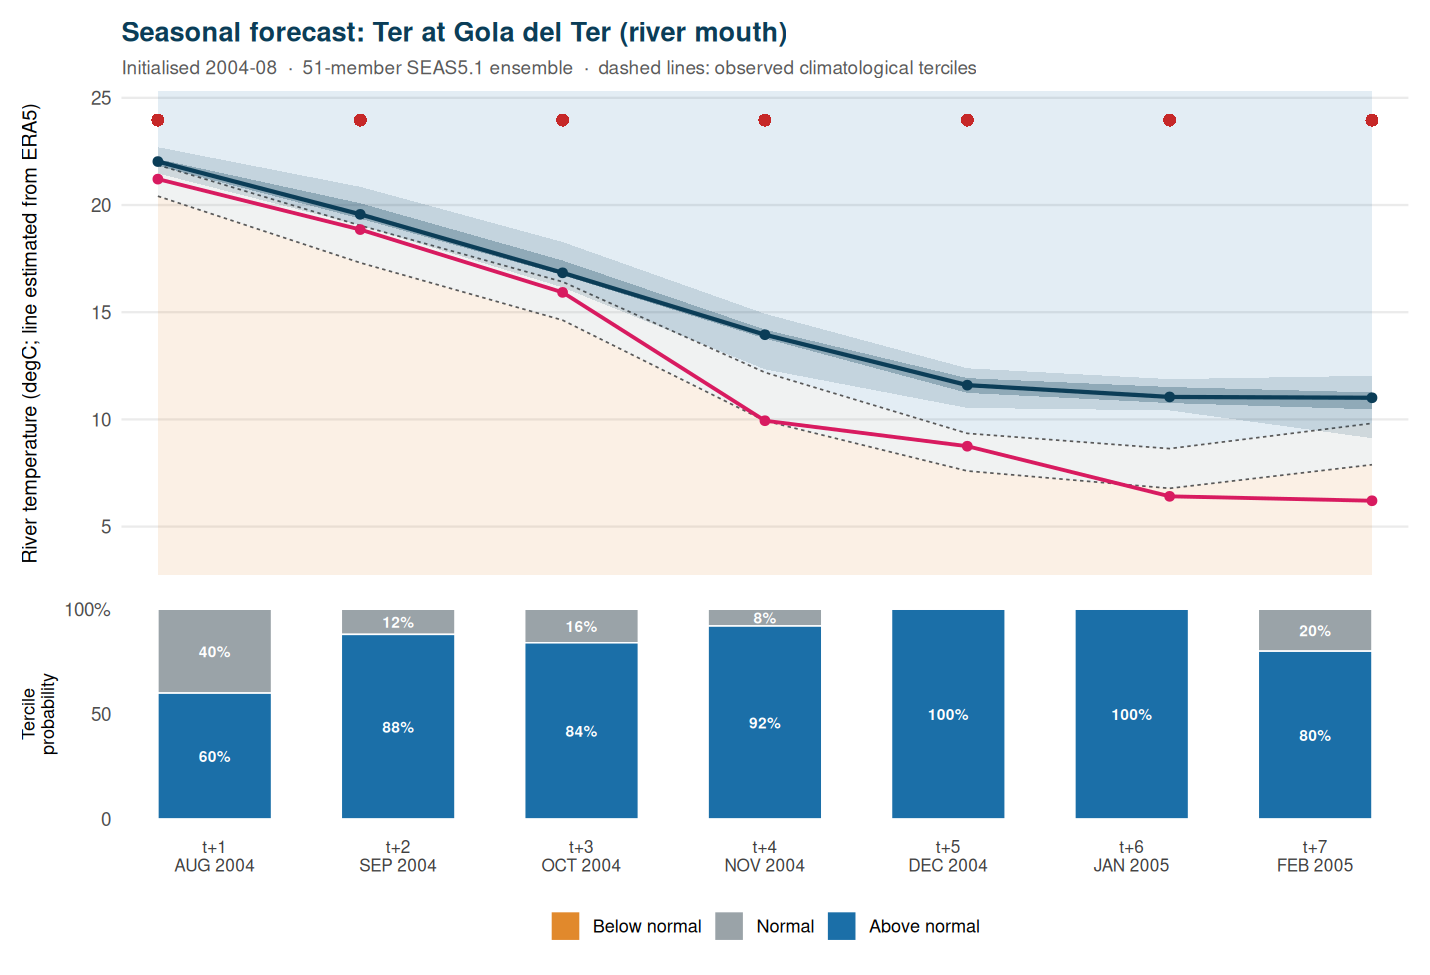 Seasonal forecast: Ter at Gola del Ter (river mouth)
Initialised 2004-08 · 51-member SEAS5.1 ensemble · dashed lines: observed climatological terciles
River temperature (degC; line estimated from ERA5)
25
20
15
10
5
Tercile
probability
100%
50
0
40%
60%
12%
88%
16%
84%
8%
92%
100%
100%
20%
80%
t+1
AUG 2004
t+2
SEP 2004
t+3
OCT 2004
t+4
NOV 2004
t+5
DEC 2004
t+6
JAN 2005
t+7
FEB 2005
Below normal
Normal
Above normal